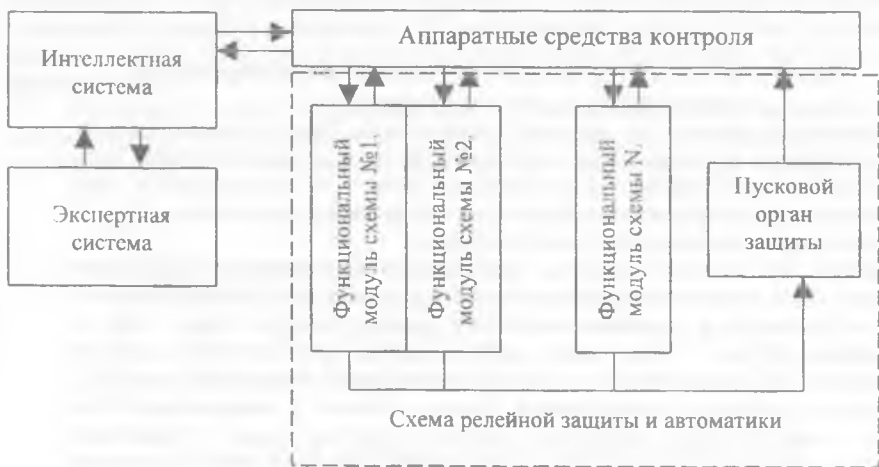 Интеллектная
система
Аппаратные средства контроля
Экспертная
система
Функциональный
модуль схемы №1.
Функциональный
модуль схемы №2.
Функциональный
модуль схемы N.
Пусковой
орган
защиты
Схема релейной защиты и автоматики